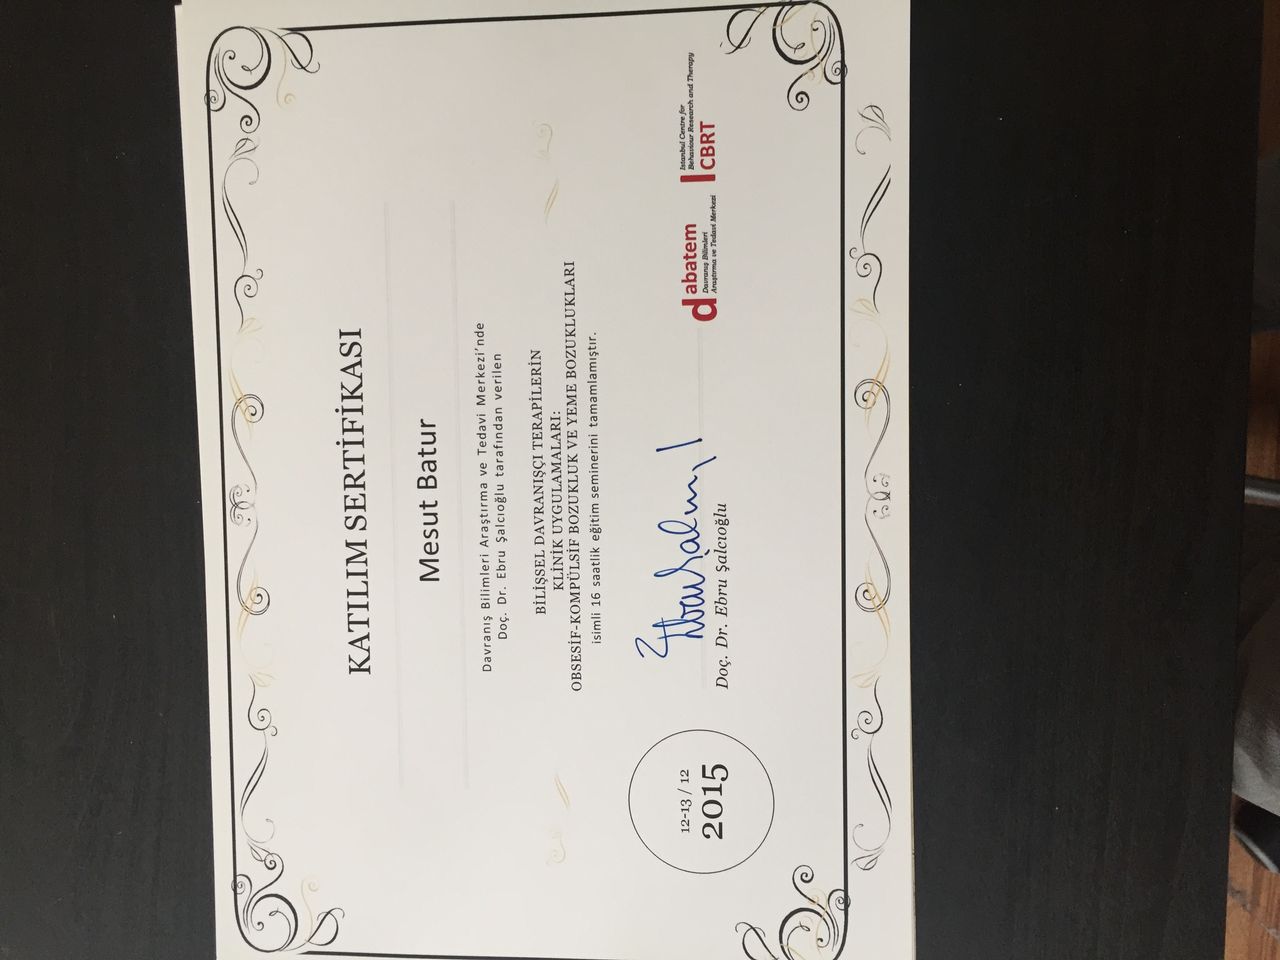 KATILIM SERTİFİKASI
Mesut Batur
Davranış Bilimleri Araştırma ve Tedavi Merkezi'nde
Doç. Dr. Ebru Şalcıoğlu tarafından verilen
BİLİŞSEL DAVRANIŞÇI TERAPİLERİN
KLİNİK UYGULAMALARI:
OBSESİF-KOMPÜLSİF BOZUKLUK VE YEME BOZUKLUKLARI
isimli 16 saatlik eğitim seminerini tamamlamıştır.
12-13 / 12
2015
Doç. Dr. Ebru Şalcıoğlu
dabatem
Davranış Bilimleri
Araştırma ve Tedavi Merkezi
Istanbul Centre for
Behaviour Research and Therapy
ICBRT